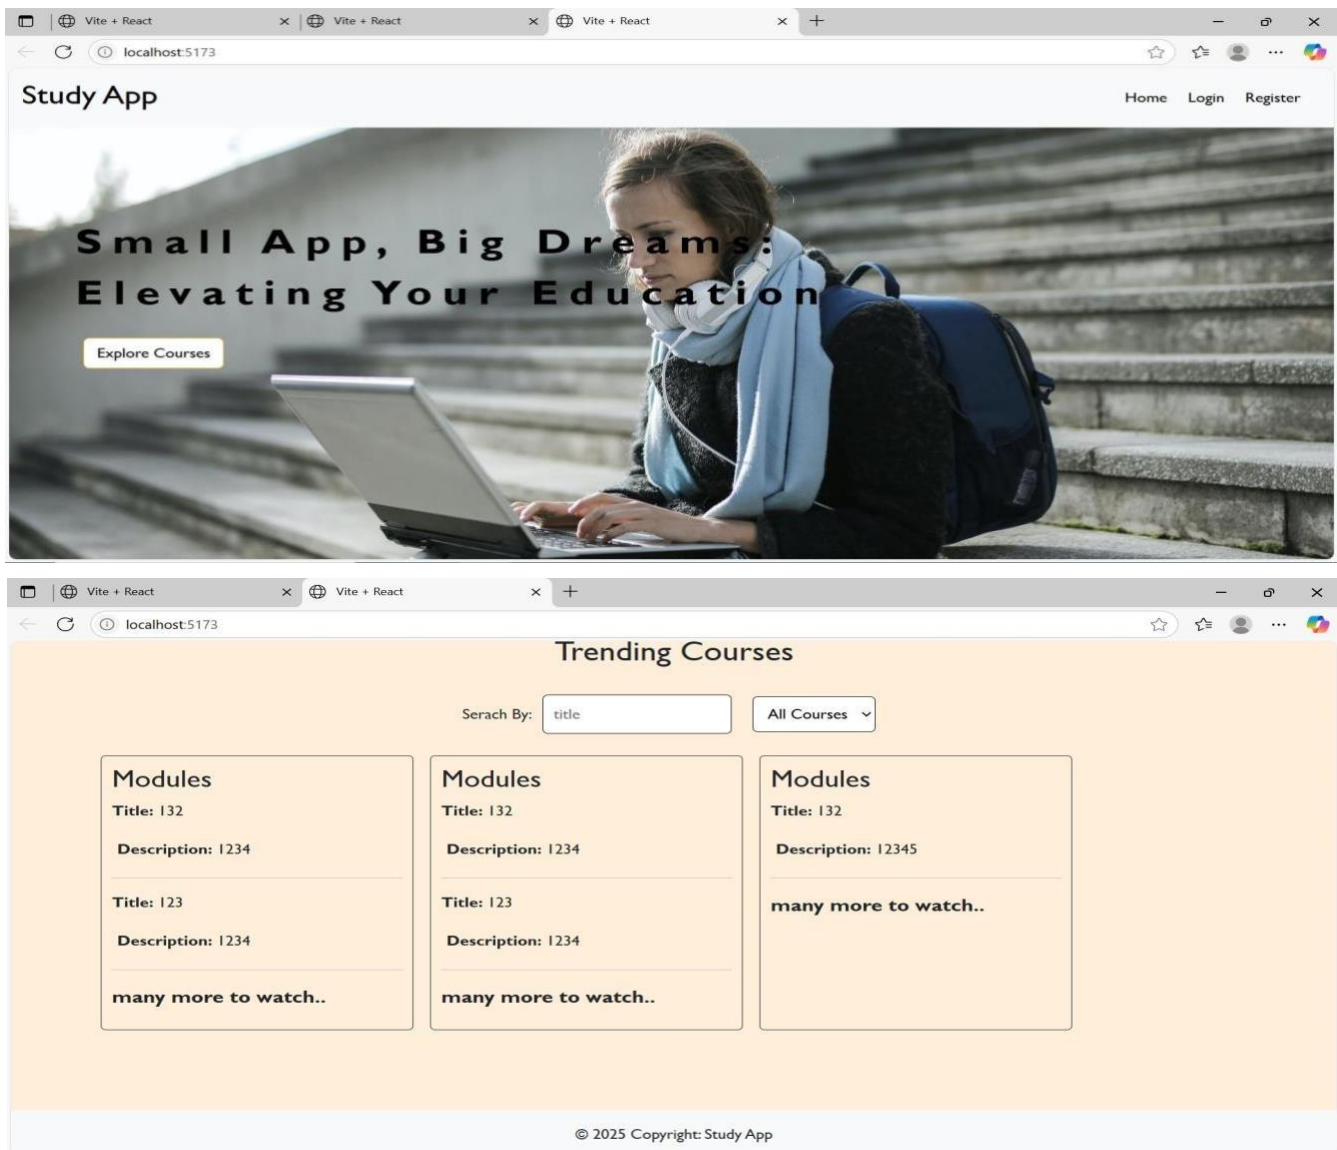 Vite + React Vite + React Vite + React
localhost:5173
Study App Home Login Register
Small App, Big Dreams:
Elevating Your Education
Explore Courses
Vite + React Vite + React
localhost:5173
Trending Courses
Serach By: title All Courses
Modules Modules Modules
Title: 132 Title: 132 Title: 132
Description: 1234 Description: 1234 Description: 12345
Title: 123 Title: 123 many more to watch..
Description: 1234 Description: 1234
many more to watch.. many more to watch..
© 2025 Copyright: Study App